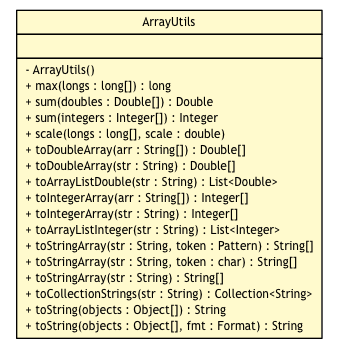 ArrayUtils
- ArrayUtils()
+ max(longs : long[]) : long
+ sum(doubles : Double[]) : Double
+ sum(integers : Integer[]) : Integer
+ scale(longs : long[], scale : double)
+ toDoubleArray(arr : String[]) : Double[]
+ toDoubleArray(str : String) : Double[]
+ toArrayListDouble(str : String) : List<Double>
+ toIntegerArray(arr : String[]) : Integer[]
+ toIntegerArray(str : String) : Integer[]
+ toArrayListInteger(str : String) : List<Integer>
+ toStringArray(str : String, token : Pattern) : String[]
+ toStringArray(str : String, token : char) : String[]
+ toStringArray(str : String) : String[]
+ toCollectionStrings(str : String) : Collection<String>
+ toString(objects : Object[]) : String
+ toString(objects : Object[], fmt : Format) : String